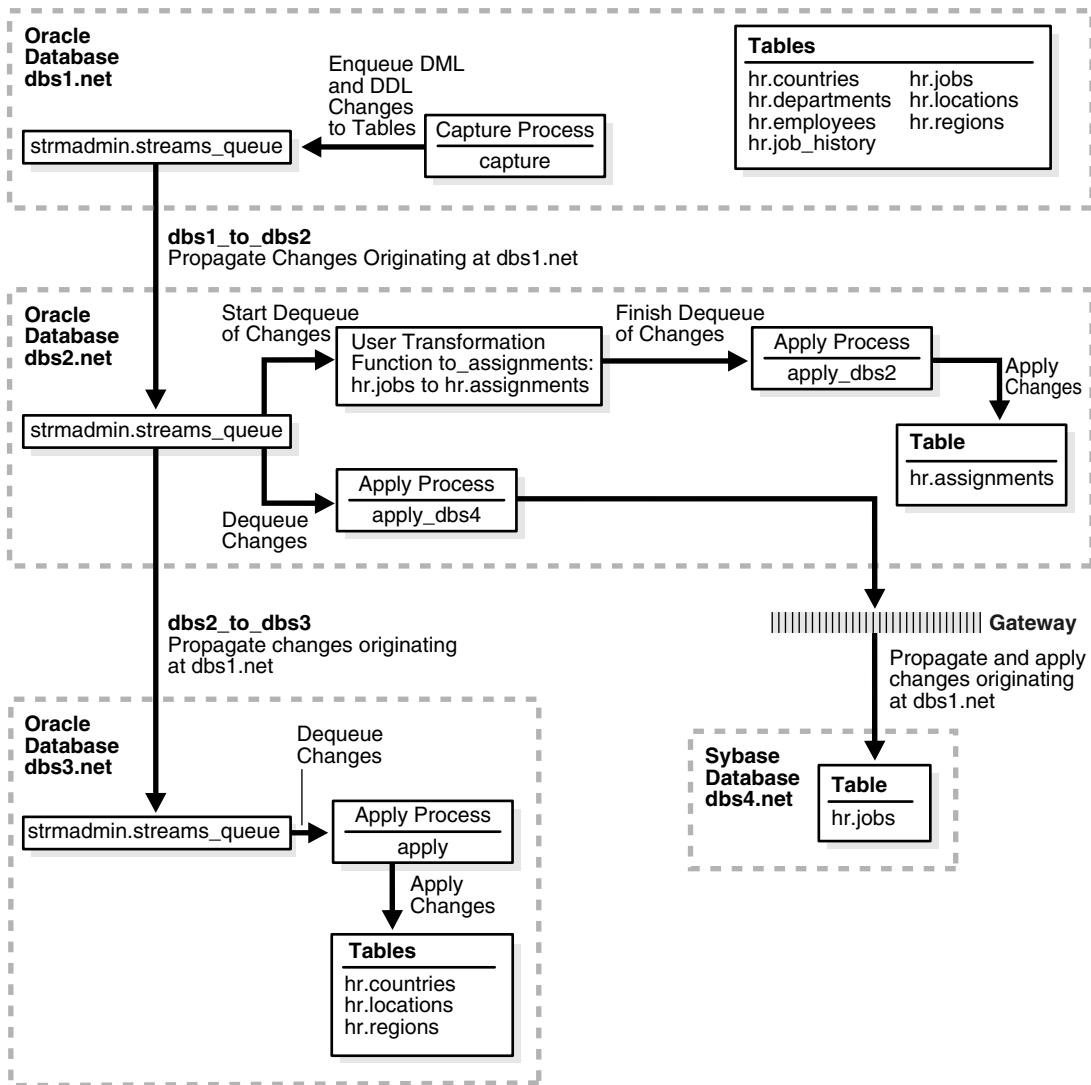 Oracle
Database
dbs1.net
Enqueue DML
and DDL
Changes
to Tables
strmadmin.streams_queue
Capture Process
capture
Tables
hr.countries
hr.departments
hr.employees
hr.job_history
hr.jobs
hr.locations
hr.regions
dbs1_to_dbs2
Propagate Changes Originating at dbs1.net
Oracle
Database
dbs2.net
Start Dequeue
of Changes
User Transformation
Function to_assignments:
hr.jobs to hr.assignments
Finish Dequeue
of Changes
Apply Process
apply_dbs2
Apply
Changes
strmadmin.streams_queue
Table
hr.assignments
Dequeue
Changes
Apply Process
apply_dbs4
dbs2_to_dbs3
Propagate changes originating
at dbs1.net
Gateway
Propagate and apply
changes originating
at dbs1.net
Oracle
Database
dbs3.net
Dequeue
Changes
strmadmin.streams_queue
Apply Process
apply
Apply
Changes
Tables
hr.countries
hr.locations
hr.regions
Sybase
Database
dbs4.net
Table
hr.jobs